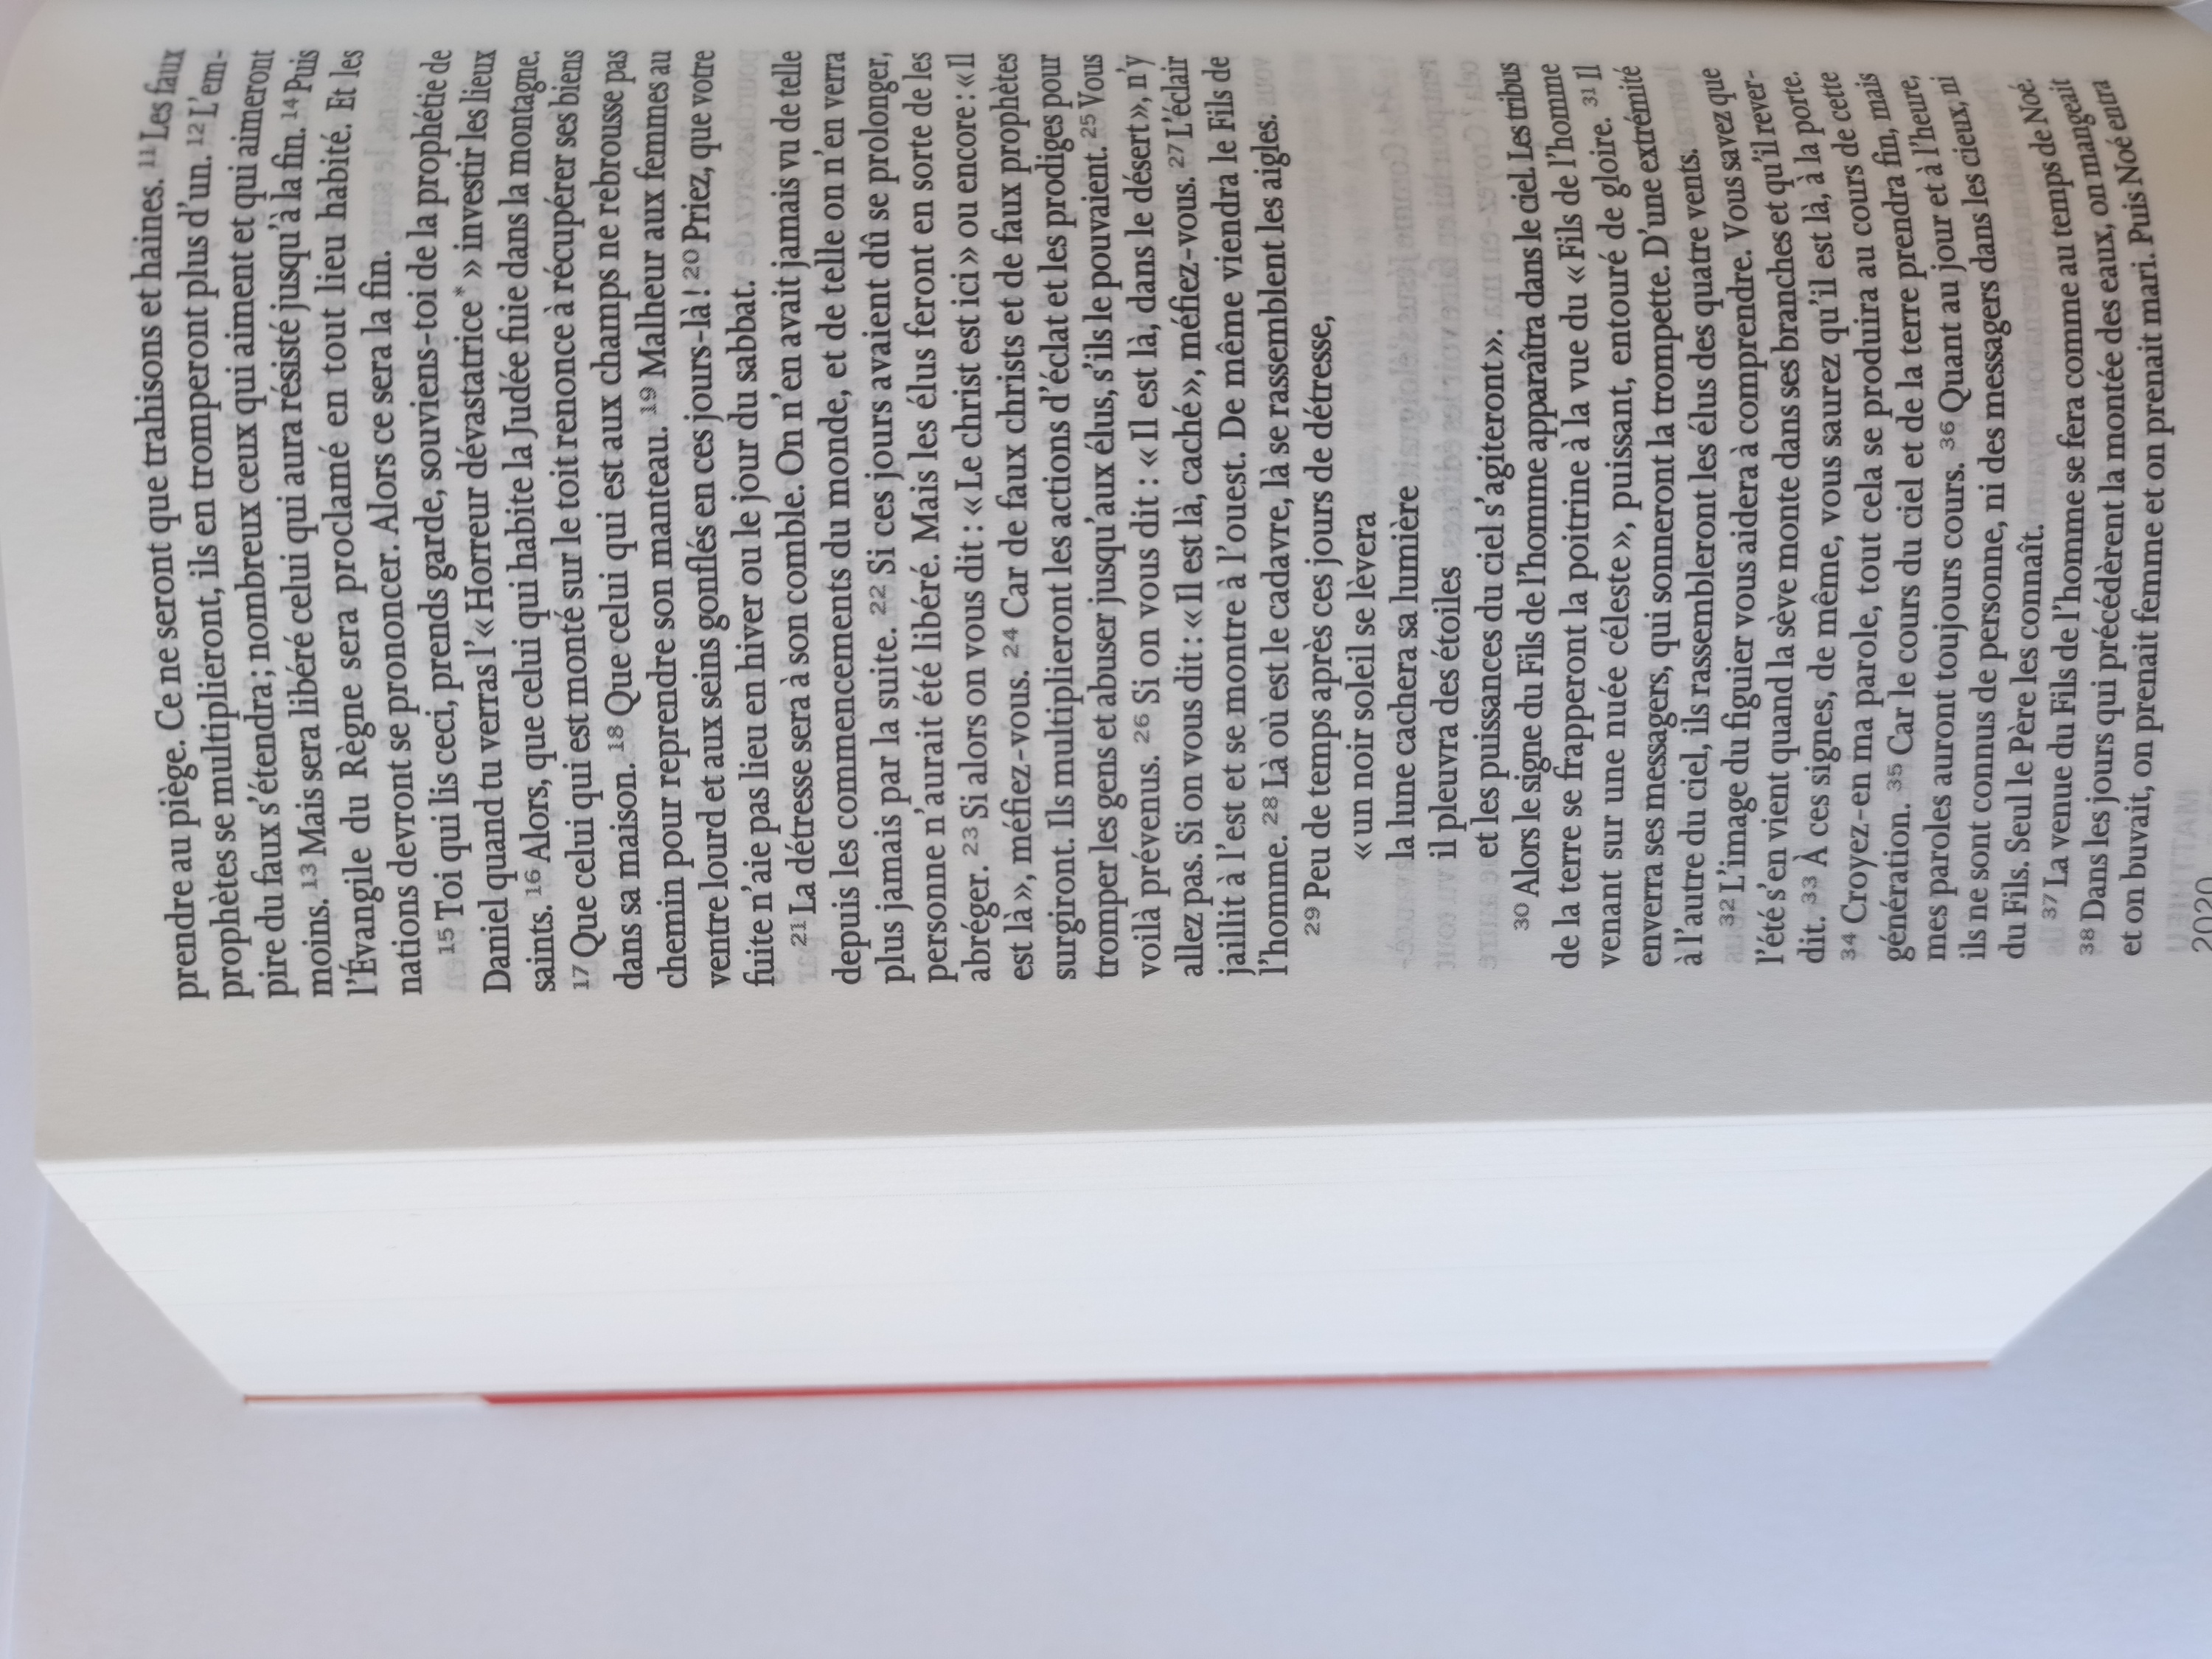 prendre au piège. Ce ne seront que trahisons et haines. 11 Les faux
prophètes se multiplieront, ils en tromperont plus d’un. 12 L’em-
pire du faux s’étendra ; nombreux ceux qui aiment et qui aimeront
moins. 13 Mais sera libéré celui qui aura résisté jusqu’à la fin. 14 Puis
l’Évangile du Règne sera proclamé en tout lieu habité. Et les
nations devront se prononcer. Alors ce sera la fin.
15 Toi qui lis ceci, prends garde, souviens-toi de la prophétie de
Daniel quand tu verras l’« Horreur dévastatrice* » investir les lieux
saints. 16 Alors, que celui qui habite la Judée fuie dans la montagne.
17 Que celui qui est monté sur le toit renonce à récupérer ses biens
dans sa maison. 18 Que celui qui est aux champs ne rebrousse pas
chemin pour reprendre son manteau. 19 Malheur aux femmes au
ventre lourd et aux seins gonflés en ces jours-là ! 20 Priez, que votre
fuite n’aie pas lieu en hiver ou le jour du sabbat.
21 La détresse sera à son comble. On n’en avait jamais vu de telle
depuis les commencements du monde, et de telle on n’en verra
plus jamais par la suite. 22 Si ces jours avaient dû se prolonger,
personne n’aurait été libéré. Mais les élus feront en sorte de les
abréger. 23 Si alors on vous dit : « Le christ est ici » ou encore : « Il
est là », méfiez-vous. 24 Car de faux christs et de faux prophètes
surgiront. Ils multiplieront les actions d’éclat et les prodiges pour
tromper les gens et abuser jusqu’aux élus, s’ils le pouvaient. 25 Vous
voilà prévenus. 26 Si on vous dit : « Il est là, dans le désert », n’y
allez pas. Si on vous dit : « Il est là, caché », méfiez-vous. 27 L’éclair
jaillit à l’est et se montre à l’ouest. De même viendra le Fils de
l’homme. 28 Là où est le cadavre, là se rassemblent les aigles.
29 Peu de temps après ces jours de détresse,
« un noir soleil se lèvera
la lune cachera sa lumière
il pleuvra des étoiles
et les puissances du ciel s’agiteront ».
30 Alors le signe du Fils de l’homme apparaîtra dans le ciel. Les tribus
de la terre se frapperont la poitrine à la vue du « Fils de l’homme
venant sur une nuée céleste », puissant, entouré de gloire. 31 Il
enverra ses messagers, qui sonneront la trompette. D’une extrémité
à l’autre du ciel, ils rassembleront les élus des quatre vents.
32 L’image du figuier vous aidera à comprendre. Vous savez que
l’été s’en vient quand la sève monte dans ses branches et qu’il rever-
dit. 33 À ces signes, de même, vous saurez qu’il est là, à la porte.
34 Croyez-en ma parole, tout cela se produira au cours de cette
génération. 35 Car le cours du ciel et de la terre prendra fin, mais
mes paroles auront toujours cours. 36 Quant au jour et à l’heure,
ils ne sont connus de personne, ni des messagers dans les cieux, ni
du Fils. Seul le Père les connaît.
37 La venue du Fils de l’homme se fera comme au temps de Noé.
38 Dans les jours qui précédèrent la montée des eaux, on mangeait
et on buvait, on prenait femme et on prenait mari. Puis Noé entra
2020